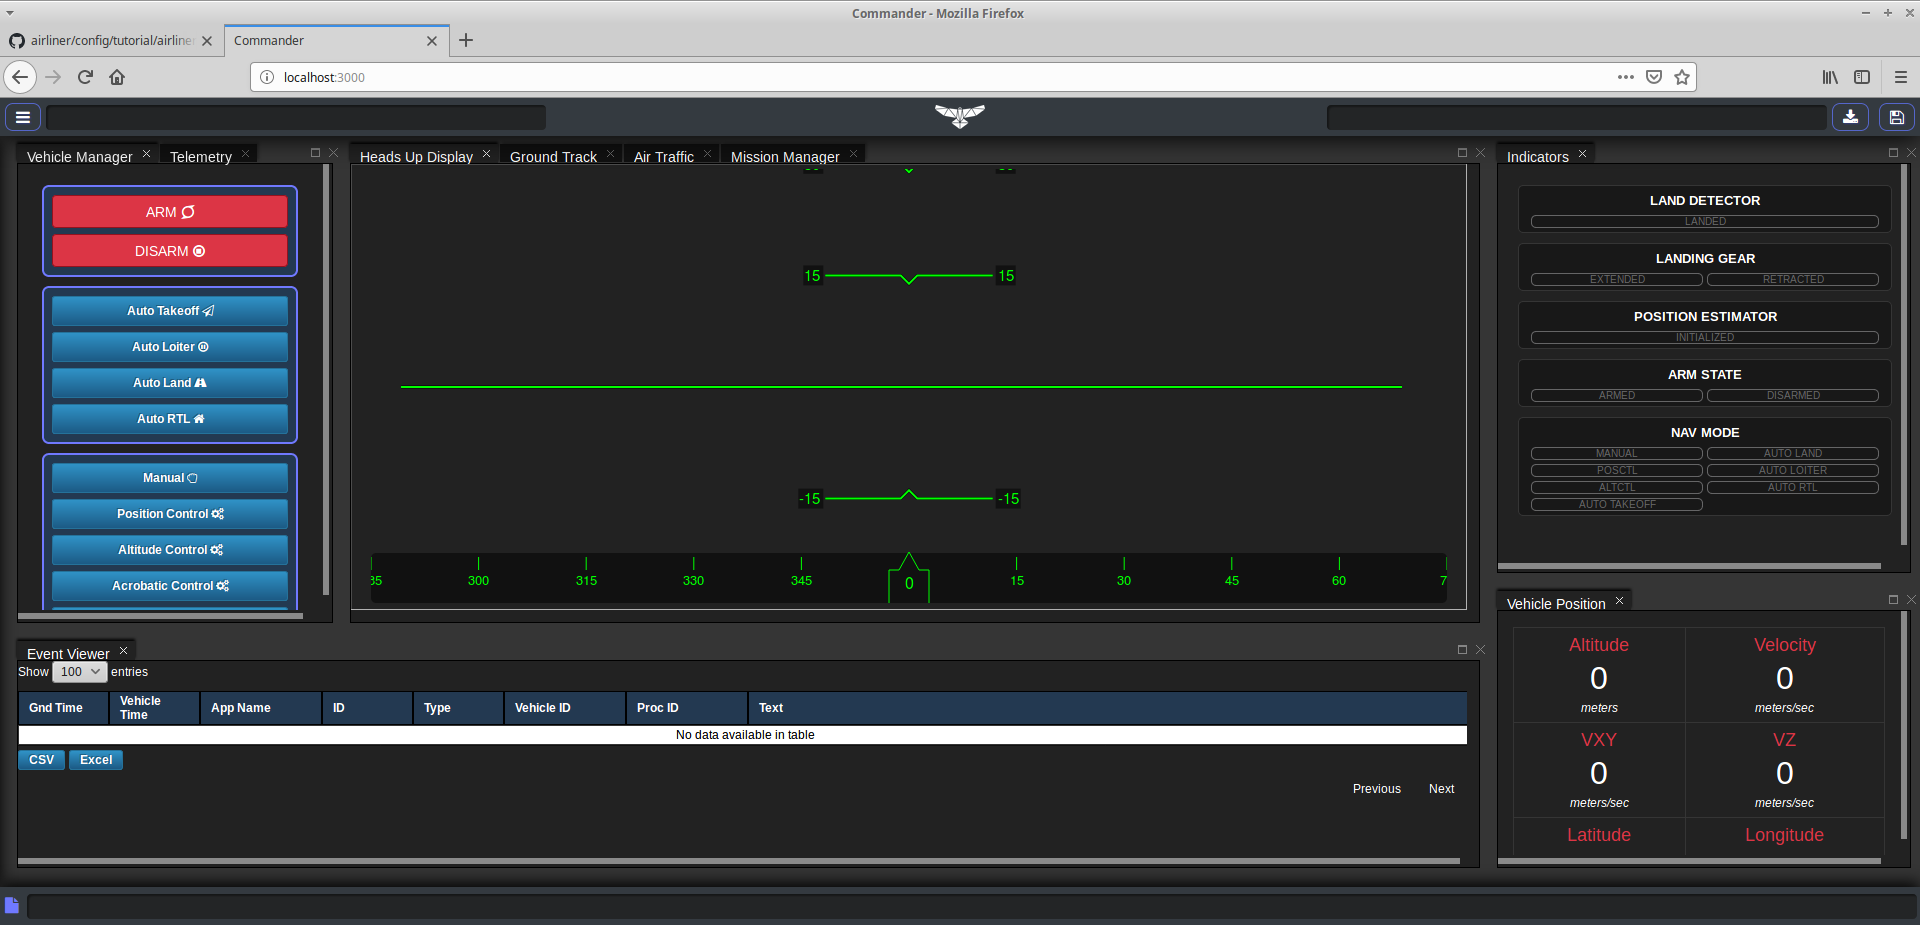 Commander - Mozilla Firefox
airliner/config/tutorial/airline
Commander
localhost:3000
Vehicle Manager
Telemetry
ARM
DISARM
Auto Takeoff
Auto Loiter
Auto Land
Auto RTL
Manual
Position Control
Altitude Control
Acrobatic Control
Heads Up Display
Ground Track
Air Traffic
Mission Manager
15 15
-15 -15
85 300 315 330 345 0 15 30 45 60 7
Indicators
LAND DETECTOR
LANDED
LANDING GEAR
EXTENDED RETRACTED
POSITION ESTIMATOR
INITIALIZED
ARM STATE
ARMED DISARMED
NAV MODE
MANUAL AUTO LAND
POSCTL AUTO LOITER
ALTCTL AUTO RTL
AUTO TAKEOFF
Event Viewer
Show 100 entries
Gnd Time Vehicle Time App Name ID Type Vehicle ID Proc ID Text
No data available in table
CSV Excel
Previous Next
Vehicle Position
Altitude Velocity
0 0
meters meters/sec
VXY VZ
0 0
meters/sec meters/sec
Latitude Longitude